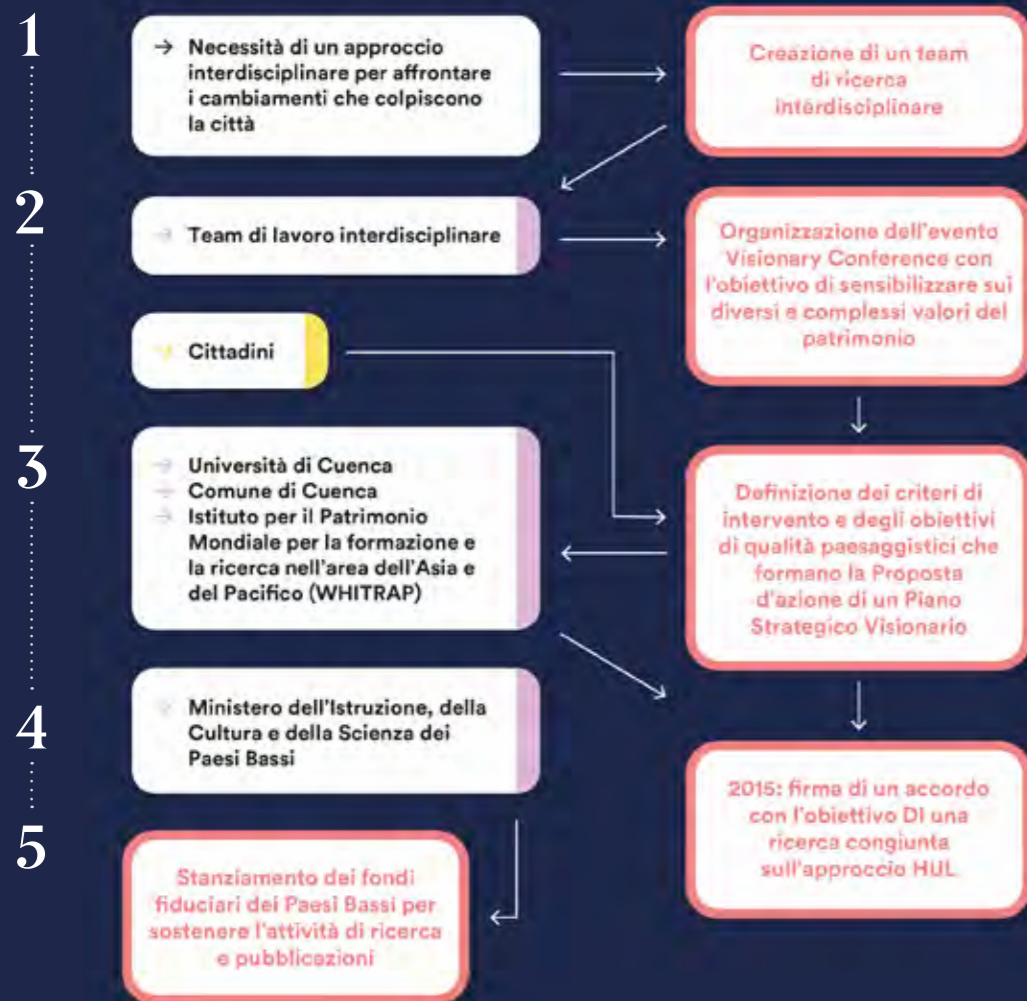 1
→ Necessità di un approccio
interdisciplinare per affrontare
i cambiamenti che colpiscono
la città
Creazione di un team
di ricerca
interdisciplinare
2
→ Team di lavoro interdisciplinare
Organizzazione dell'evento
Visionary Conference con
l'obiettivo di sensibilizzare sui
diversi e complessi valori del
patrimonio
→ Cittadini
3
→ Università di Cuenca
→ Comune di Cuenca
→ Istituto per il Patrimonio
Mondiale per la formazione e
la ricerca nell'area dell'Asia e
del Pacifico (WHITRAP)
Definizione dei criteri di
intervento e degli obiettivi
di qualità paesaggistici che
formano la Proposta
d'azione di un Piano
Strategico Visionario
4
→ Ministero dell'Istruzione, della
Cultura e della Scienza dei
Paesi Bassi
2015: firma di un accordo
con l'obiettivo DI una
ricerca congiunta
sull'approccio HUL
5
Stanziamento dei fondi
fiduciari dei Paesi Bassi per
sostenere l'attività di ricerca
e pubblicazioni